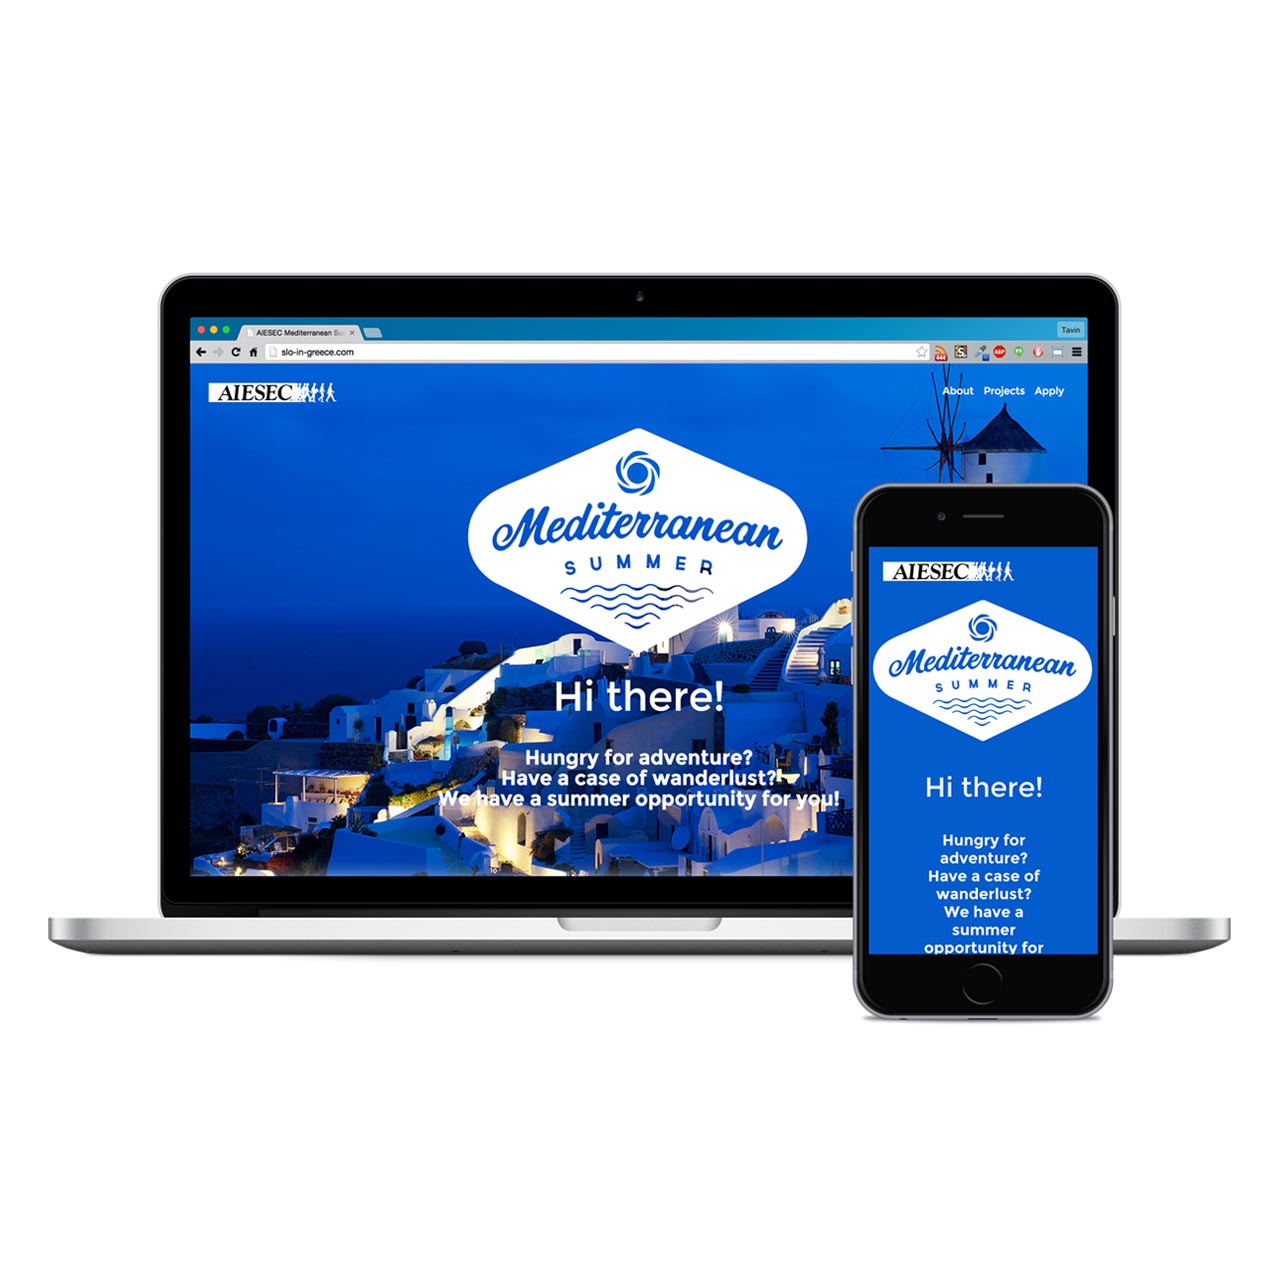 AIESEC Mediterranean Su
Tavin
slo-in-greece.com
444
ABP
AIESEC
About Projects Apply
Mediterranean
SUMMER
Hi there!
Hungry for adventure?
Have a case of wanderlust?
We have a summer opportunity for you!
AIESEC
Mediterranean
SUMMER
Hi there!
Hungry for
adventure?
Have a case of
wanderlust?
We have a
summer
opportunity for